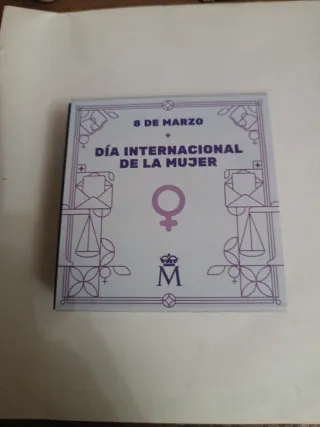 8 DE MARZO
DÍA INTERNACIONAL
DE LA MUJER
M